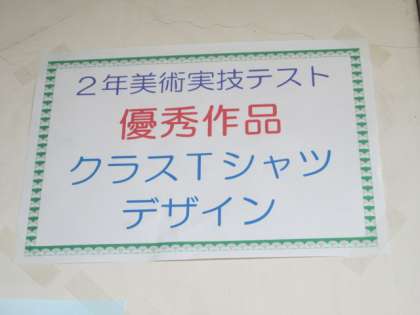 ２年美術実技テスト
優秀作品
クラスＴシャツ
デザイン